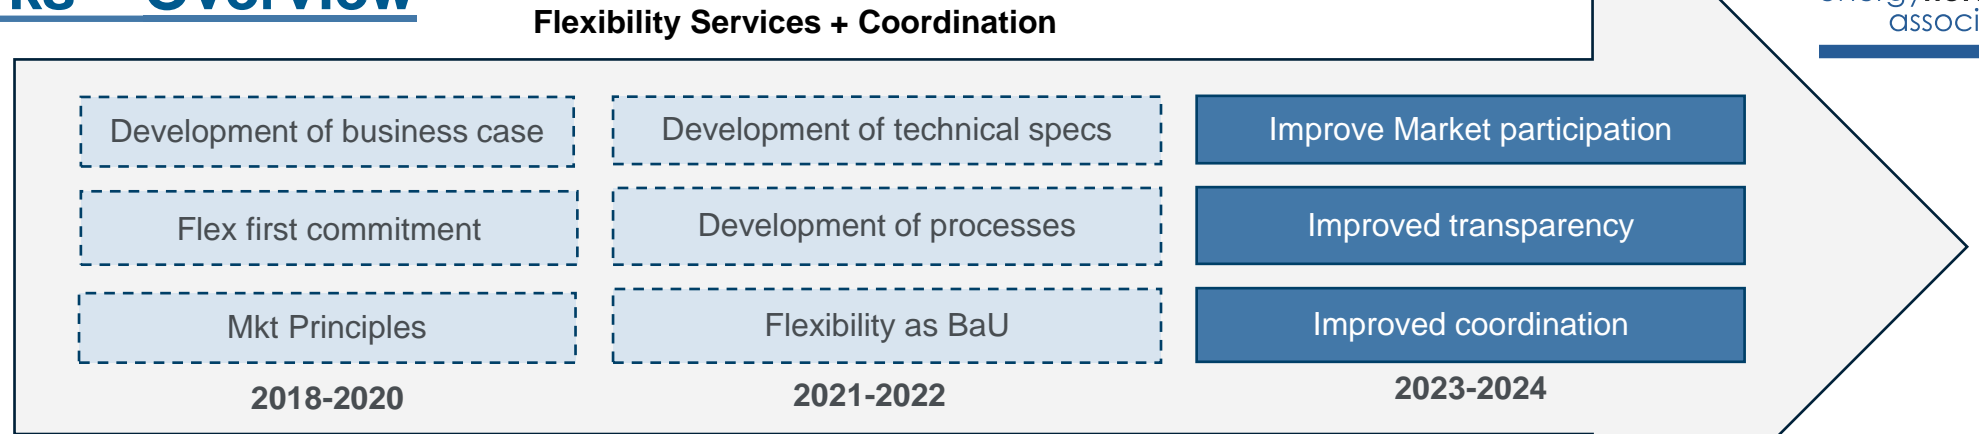 Overview
Flexibility Services + Coordination
Development of business case
Development of technical specs
Improve Market participation
Flex first commitment
Development of processes
Improved transparency
Mkt Principles
Flexibility as BaU
Improved coordination
2018-2020
2021-2022
2023-2024